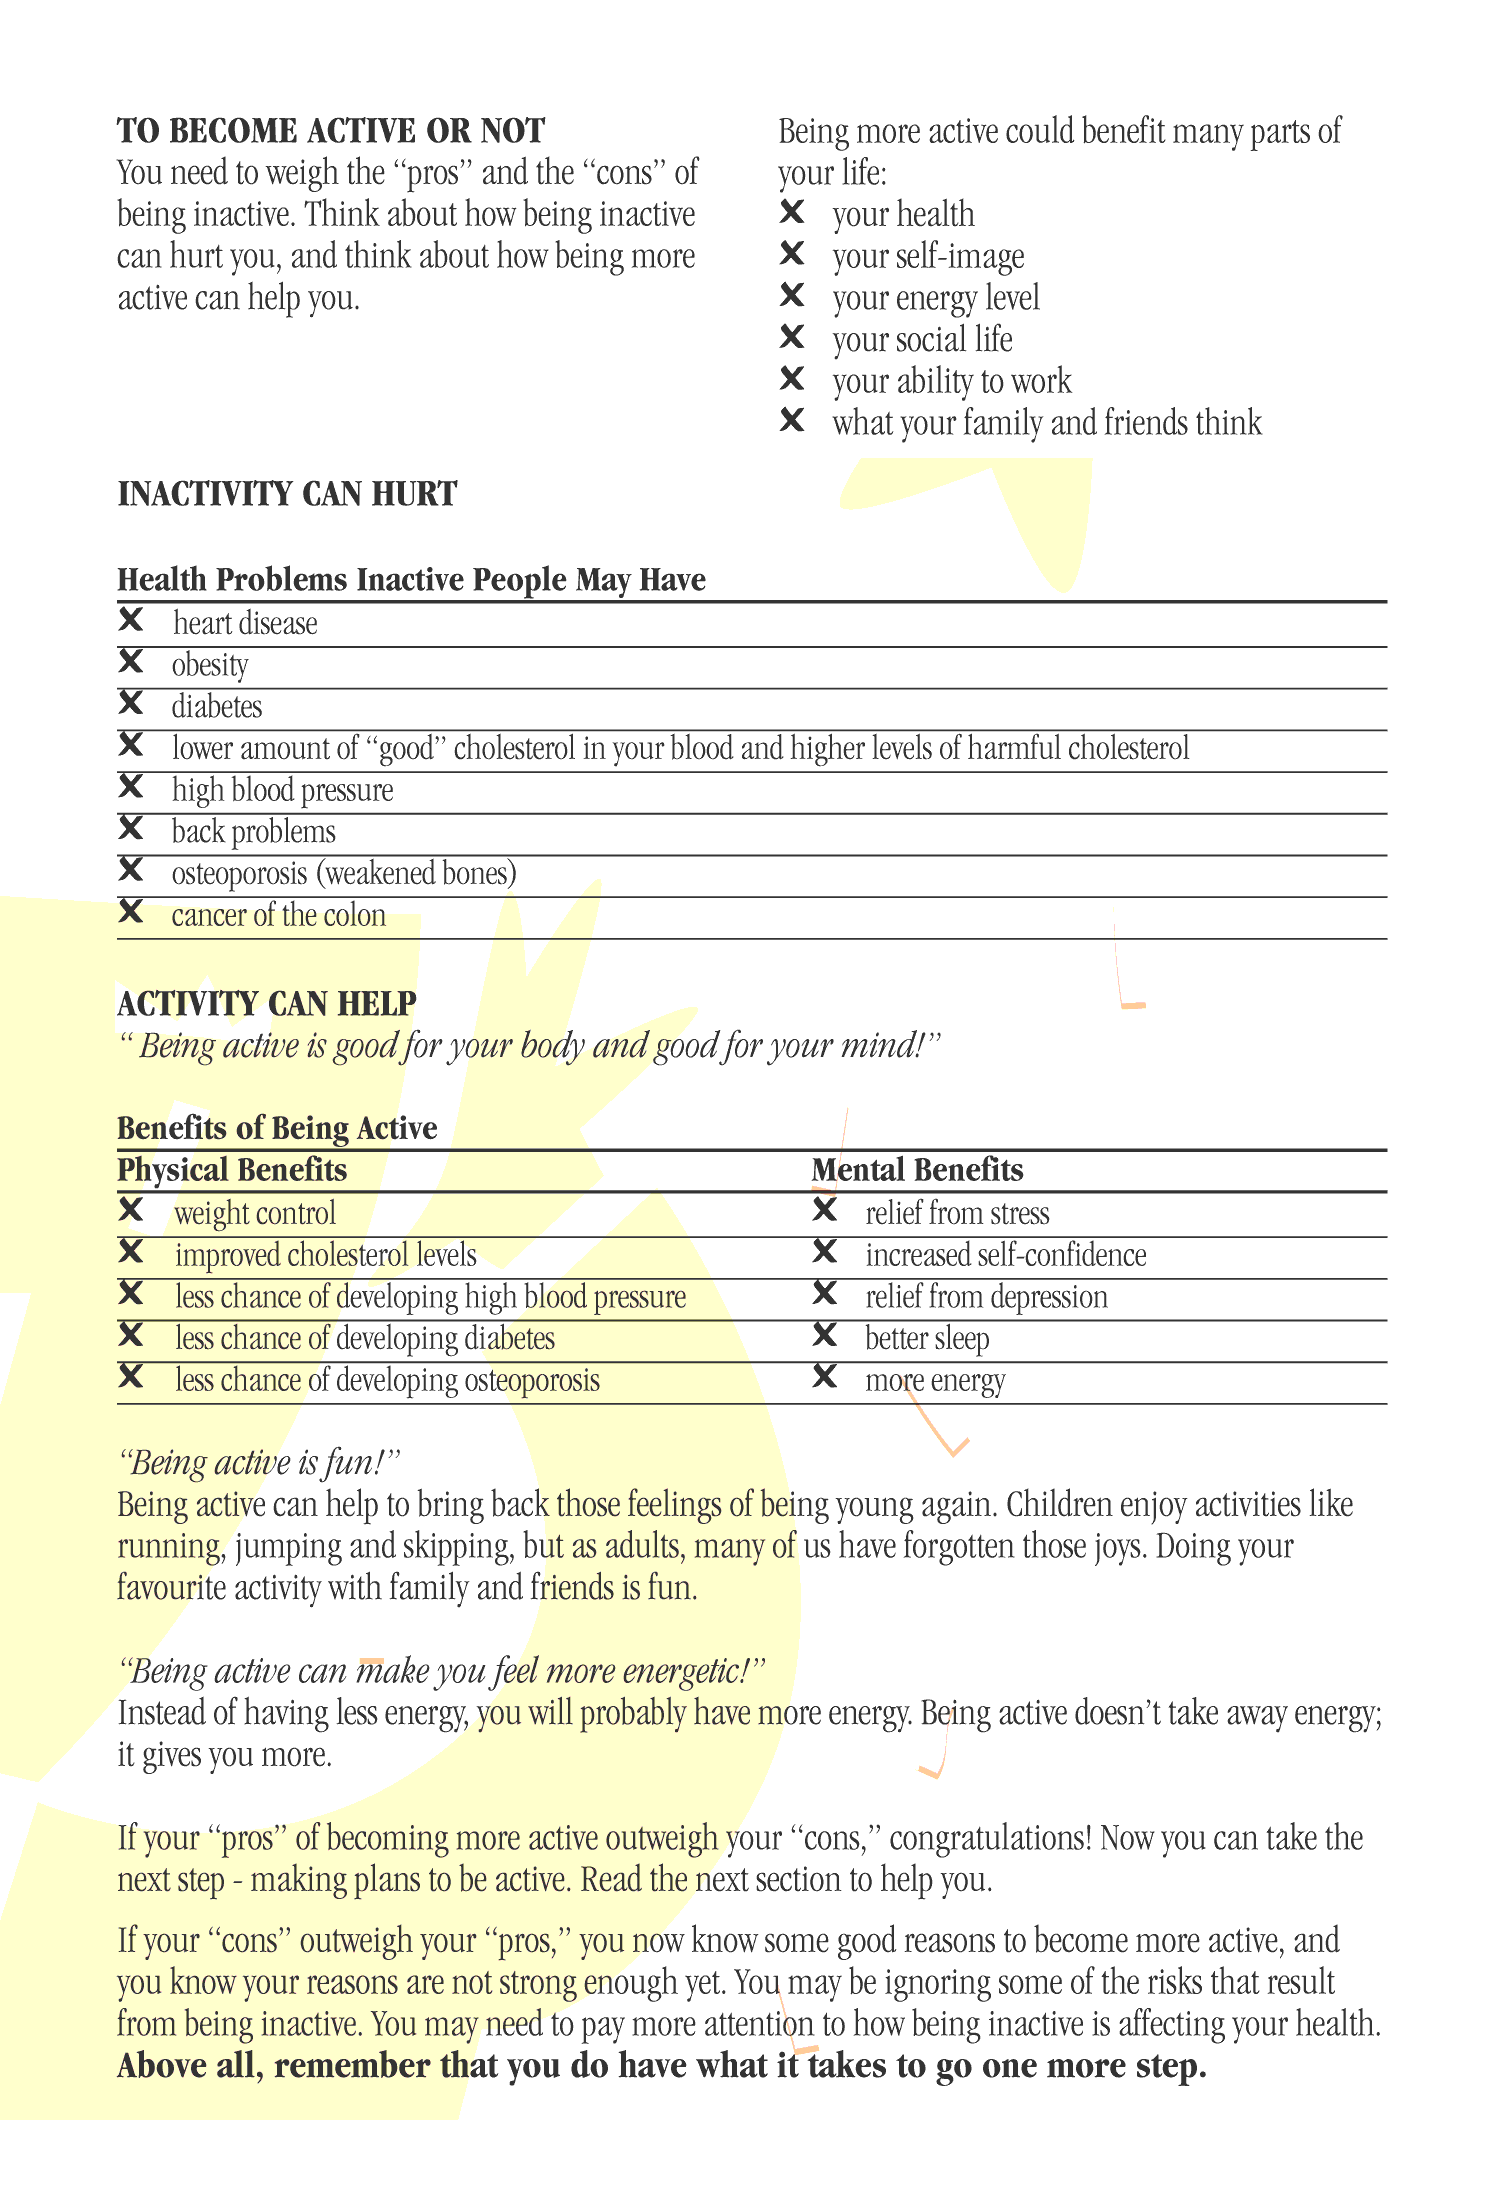 TO BECOME ACTIVE OR NOT
You need to weigh the “pros” and the “cons” of
being inactive. Think about how being inactive
can hurt you, and think about how being more
active can help you.
Being more active could benefit many parts of
your life:
✘ your health
✘ your self-image
✘ your energy level
✘ your social life
✘ your ability to work
✘ what your family and friends think
INACTIVITY CAN HURT
Health Problems Inactive People May Have
✘ heart disease
✘ obesity
✘ diabetes
✘ lower amount of “good” cholesterol in your blood and higher levels of harmful cholesterol
✘ high blood pressure
✘ back problems
✘ osteoporosis (weakened bones)
✘ cancer of the colon
ACTIVITY CAN HELP
“ Being active is good for your body and good for your mind!”
Benefits of Being Active
Physical Benefits Mental Benefits
✘ weight control ✘ relief from stress
✘ improved cholesterol levels ✘ increased self-confidence
✘ less chance of developing high blood pressure ✘ relief from depression
✘ less chance of developing diabetes ✘ better sleep
✘ less chance of developing osteoporosis ✘ more energy
“Being active is fun!”
Being active can help to bring back those feelings of being young again. Children enjoy activities like
running, jumping and skipping, but as adults, many of us have forgotten those joys. Doing your
favourite activity with family and friends is fun.
“Being active can make you feel more energetic!”
Instead of having less energy, you will probably have more energy. Being active doesn’t take away energy;
it gives you more.
If your “pros” of becoming more active outweigh your “cons,” congratulations! Now you can take the
next step - making plans to be active. Read the next section to help you.
If your “cons” outweigh your “pros,” you now know some good reasons to become more active, and
you know your reasons are not strong enough yet. You may be ignoring some of the risks that result
from being inactive. You may need to pay more attention to how being inactive is affecting your health.
Above all, remember that you do have what it takes to go one more step.